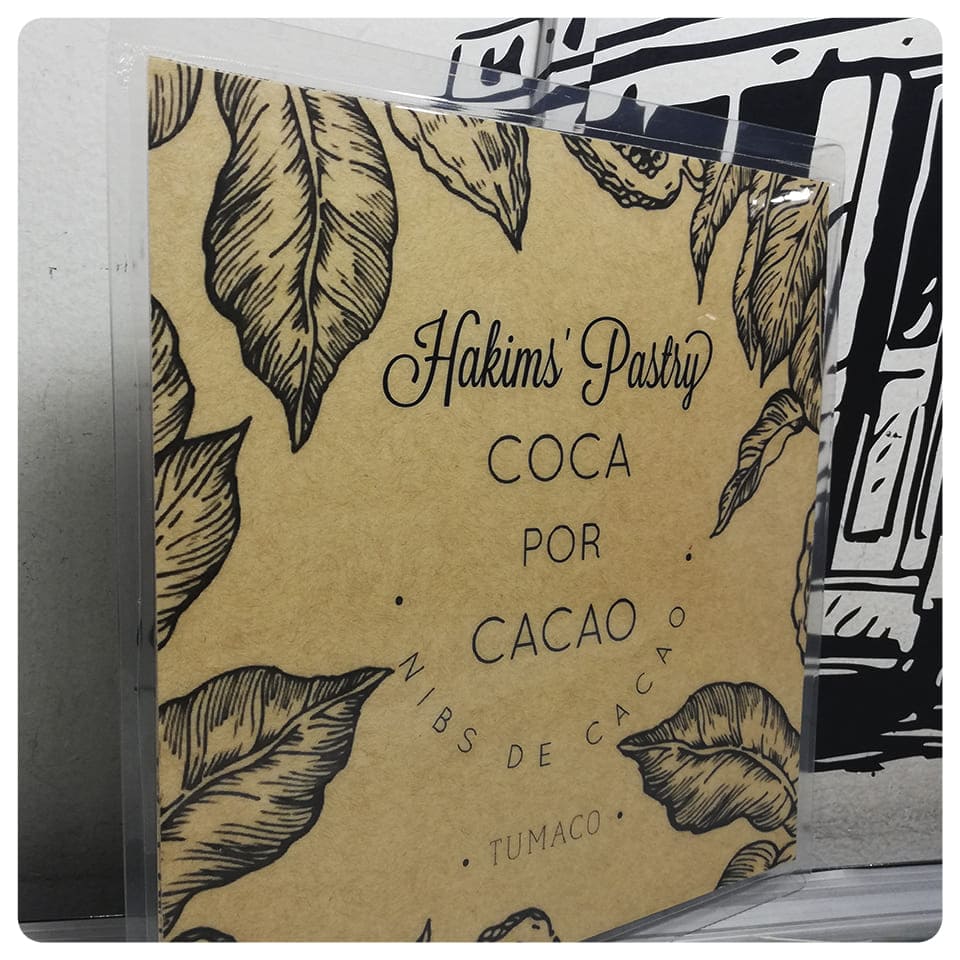 Hakims' Pastry
COCA
POR
CACAO
• NIBS DE CACAO •
• TUMACO •